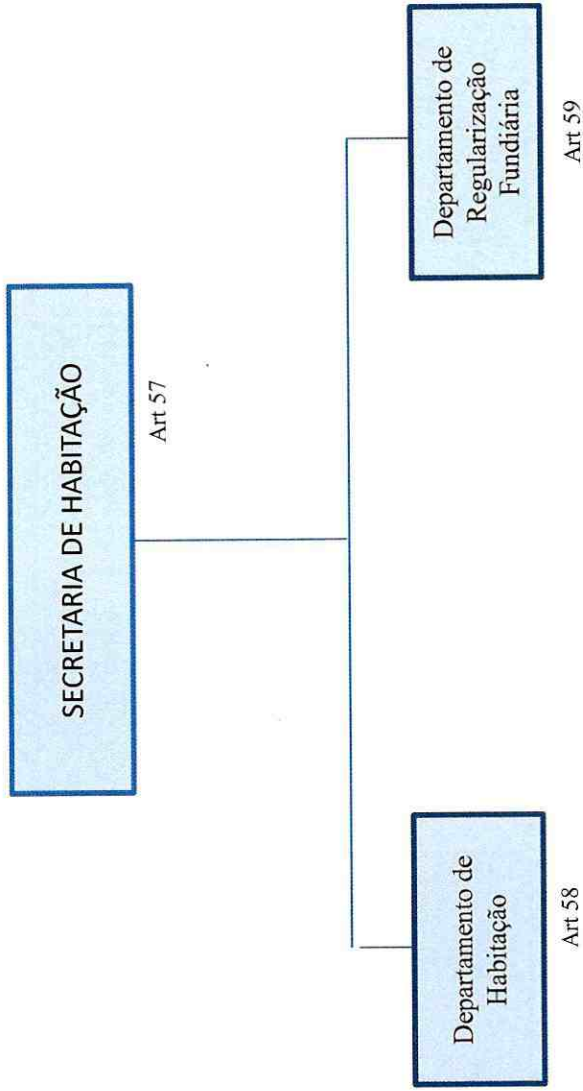 SECRETARIA DE HABITAÇÃO
Art 57
Departamento de
Habitação
Art 58
Departamento de
Regularização
Fundiária
Art 59